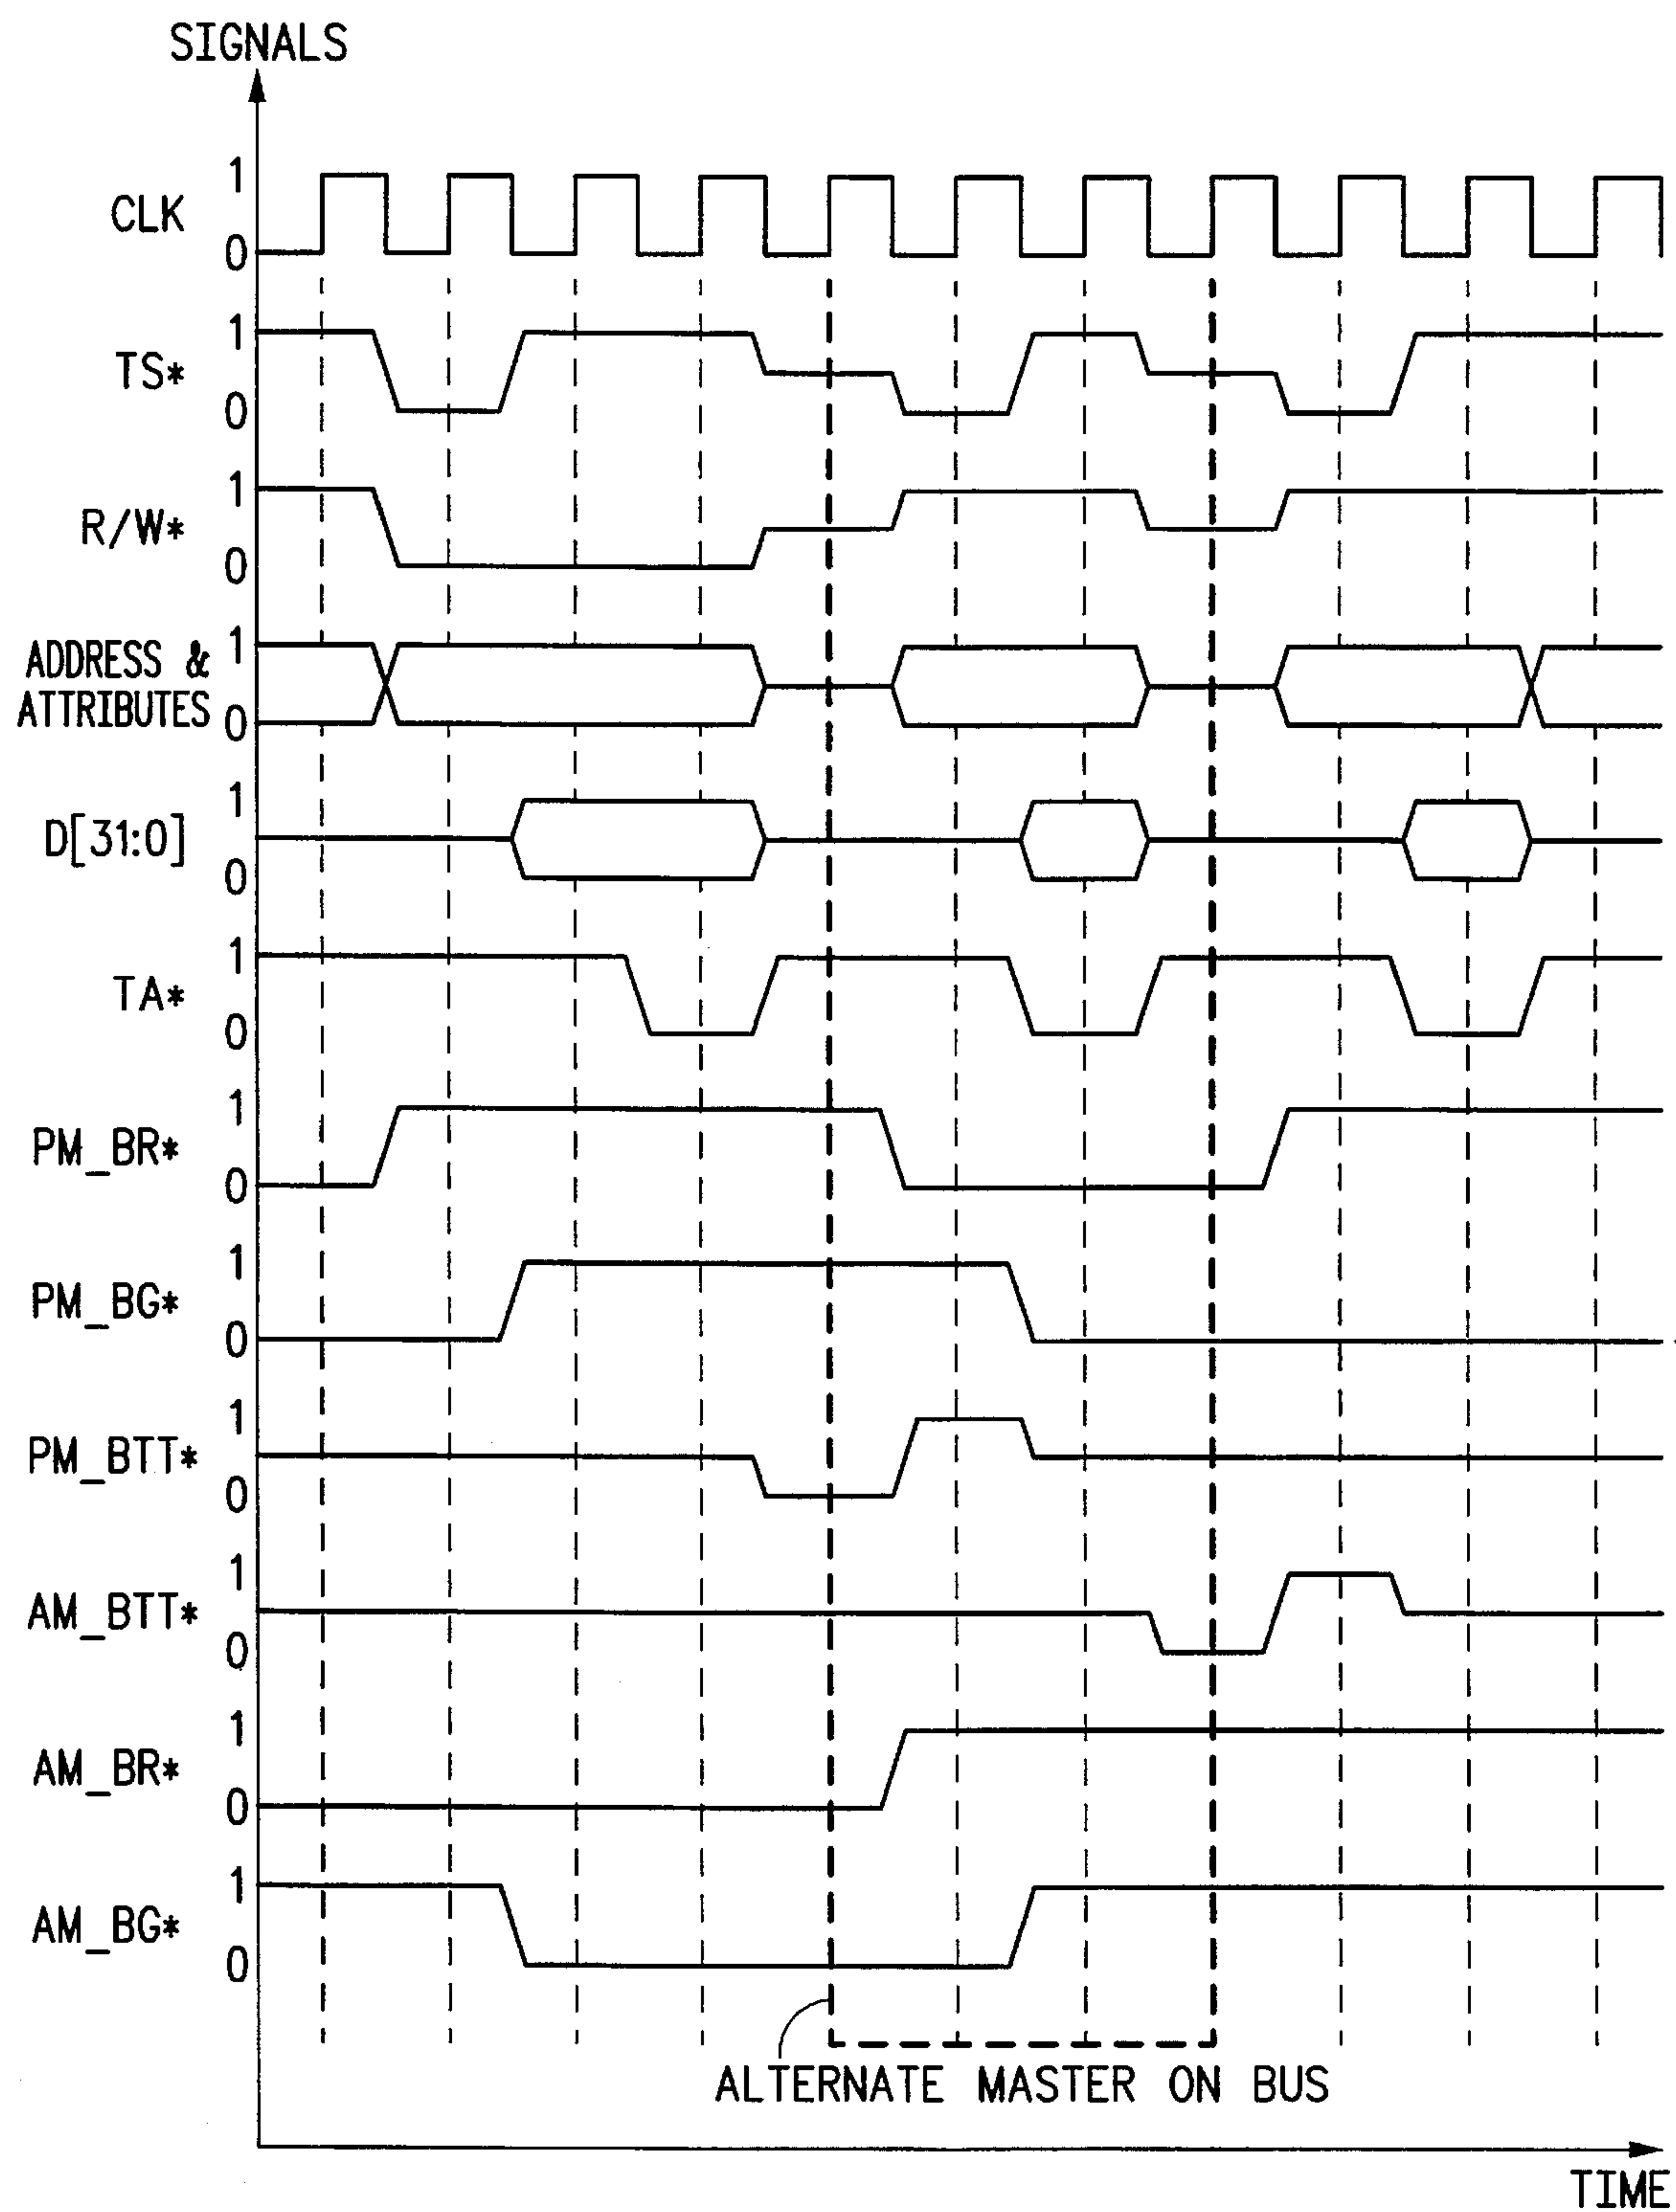 SIGNALS
1
CLK
0
1
TS*
0
1
R/W*
0
ADDRESS & 1
ATTRIBUTES 0
1
D[31:0]
0
1
TA*
0
1
PM_BR*
0
1
PM_BG*
0
1
PM_BTT*
0
1
AM_BTT*
0
1
AM_BR*
0
1
AM_BG*
0
ALTERNATE MASTER ON BUS
TIME